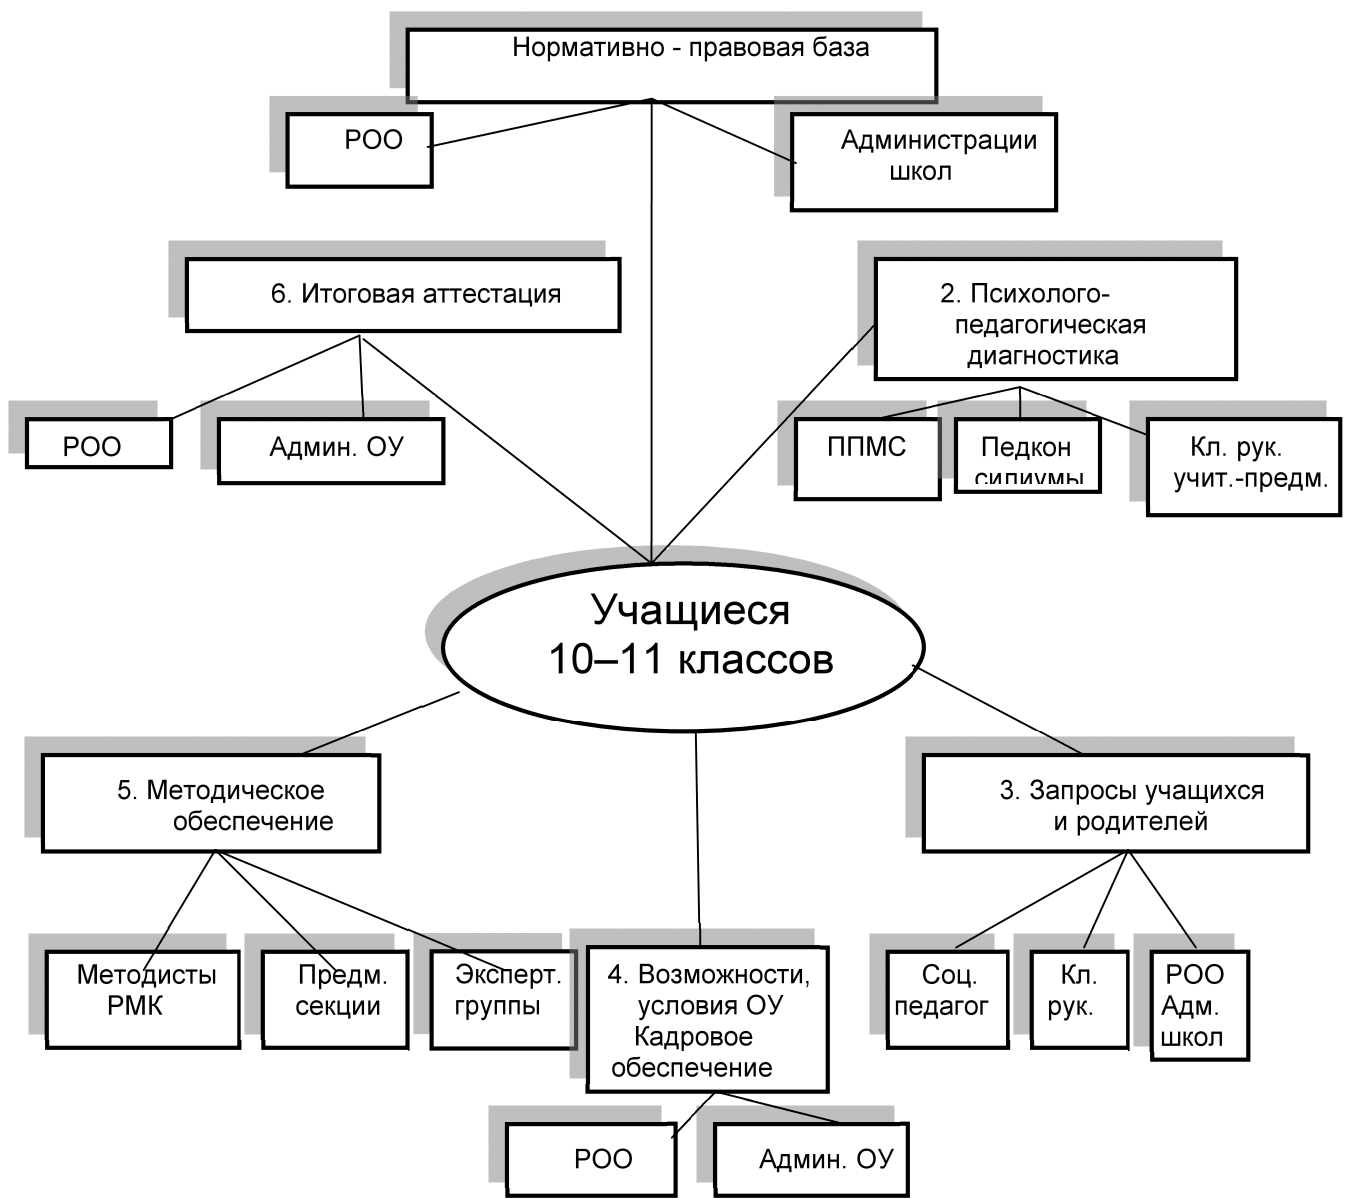 Нормативно - правовая база
РОО
Администрации
школ
6. Итоговая аттестация
2. Психолого-
педагогическая
диагностика
РОО
Админ. ОУ
ППМС
Педкон
силиумы
Кл. рук.
учит.-предм.
Учащиеся
10–11 классов
5. Методическое
обеспечение
3. Запросы учащихся
и родителей
Методисты
РМК
Предм.
секции
Эксперт.
группы
4. Возможности,
условия ОУ
Кадровое
обеспечение
Соц.
педагог
Кл.
рук.
РОО
Адм.
школ
РОО
Админ. ОУ